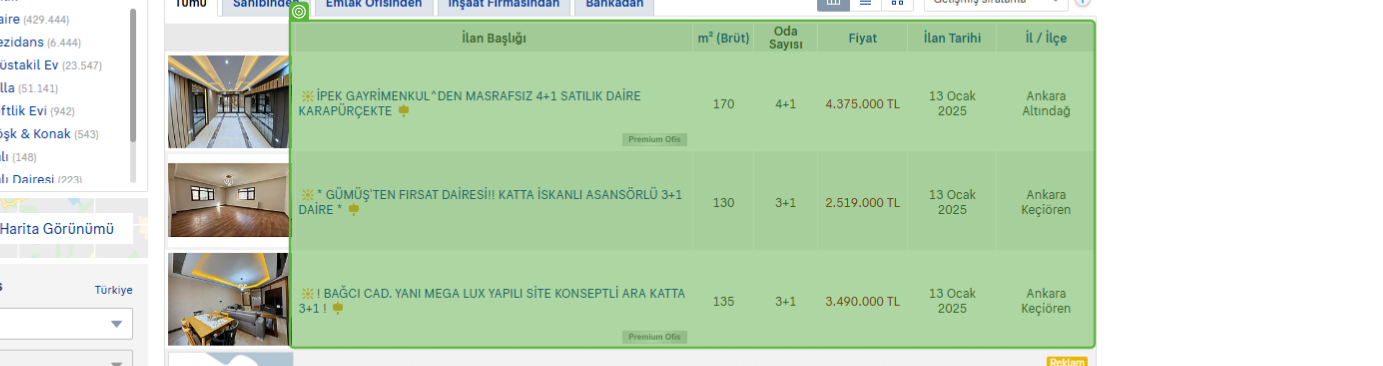 Tümü Sahibinden Emlak Ofisinden İnşaat Firmasından Bankadan
Gelişmiş sıralama
aire (429.444)
ezidans (6.444)
üstakil Ev (23.547)
lla (51.141)
ftlik Evi (942)
öşk & Konak (543)
alı (148)
alı Dairesi (223)
Harita Görünümü
Türkiye
İlan Başlığı m² (Brüt) Oda Sayısı Fiyat İlan Tarihi İl / İlçe
İPEK GAYRİMENKUL^DEN MASRAFSIZ 4+1 SATILIK DAİRE
KARAPÜRÇEKTE
170 4+1 4.375.000 TL 13 Ocak 2025 Ankara Altındağ
Premium Ofis
* GÜMÜŞ'TEN FIRSAT DAİRESİ!! KATTA İSKANLI ASANSÖRLÜ 3+1
DAİRE *
130 3+1 2.519.000 TL 13 Ocak 2025 Ankara Keçiören
! BAĞCI CAD. YANI MEGA LUX YAPILI SİTE KONSEPTLİ ARA KATTA
3+1 !
135 3+1 3.490.000 TL 13 Ocak 2025 Ankara Keçiören
Premium Ofis
Reklam